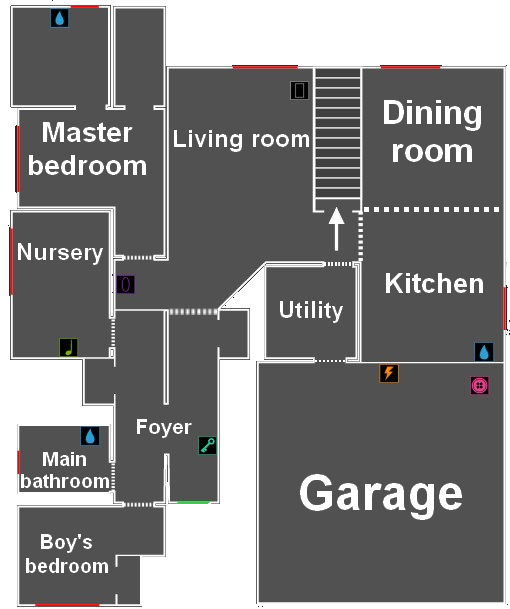 Master
bedroom
Living room
Dining
room
Nursery
Kitchen
Utility
Foyer
Main
bathroom
Garage
Boy's
bedroom